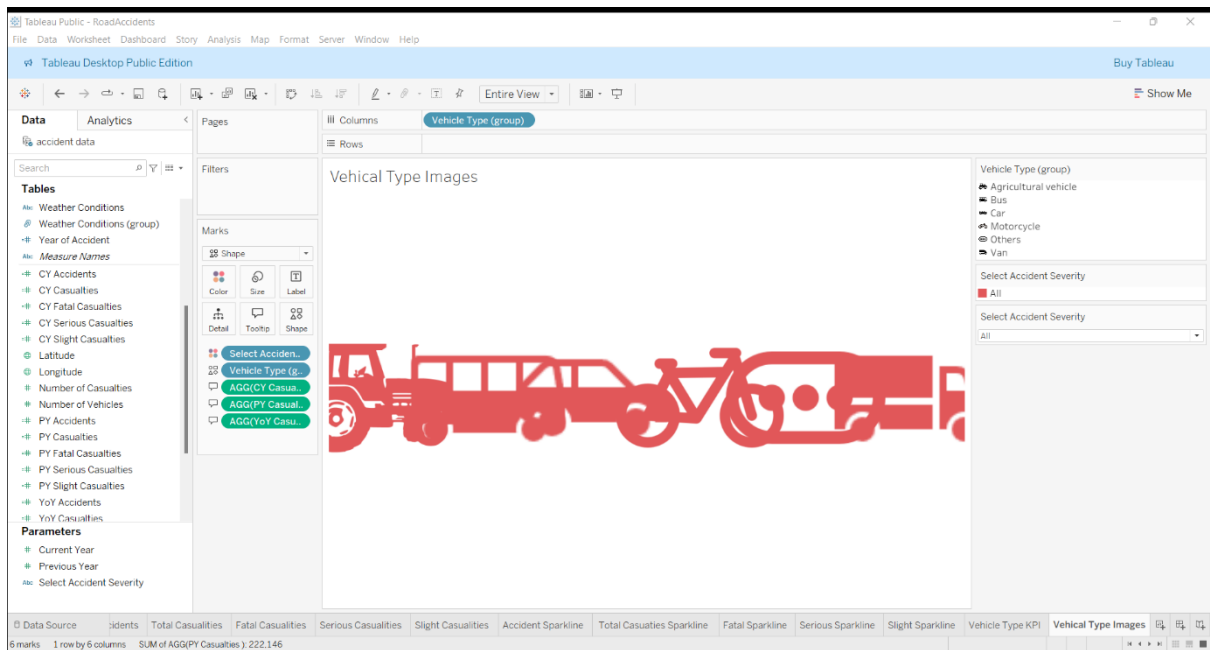 Tableau Public - RoadAccidents
File Data Worksheet Dashboard Story Analysis Map Format Server Window Help
Tableau Desktop Public Edition
Buy Tableau
Entire View
Show Me
Data Analytics
accident data
Search
Tables
Abc Weather Conditions
Weather Conditions (group)
=# Year of Accident
Abc Measure Names
=# CY Accidents
=# CY Casualties
=# CY Fatal Casualties
=# CY Serious Casualties
=# CY Slight Casualties
Latitude
Longitude
# Number of Casualties
# Number of Vehicles
=# PY Accidents
=# PY Casualties
=# PY Fatal Casualties
=# PY Serious Casualties
=# PY Slight Casualties
=# YoY Accidents
=# YoY Casualties
Parameters
# Current Year
# Previous Year
Abc Select Accident Severity
Pages
Filters
Marks
Shape
Color Size Label
Detail Tooltip Shape
Select Acciden..
Vehicle Type (g..
AGG(CY Casua..
AGG(PY Casual..
AGG(YoY Casu..
Columns
Vehicle Type (group)
Rows
Vehical Type Images
Vehicle Type (group)
Agricultural vehicle
Bus
Car
Motorcycle
Others
Van
Select Accident Severity
All
Select Accident Severity
All
Data Source :idents Total Casualties Fatal Casualties Serious Casualties Slight Casualties Accident Sparkline Total Casuaties Sparkline Fatal Sparkline Serious Sparkline Slight Sparkline Vehicle Type KPI Vehical Type Images
6 marks 1 row by 6 columns SUM of AGG(PY Casualties ): 222,146